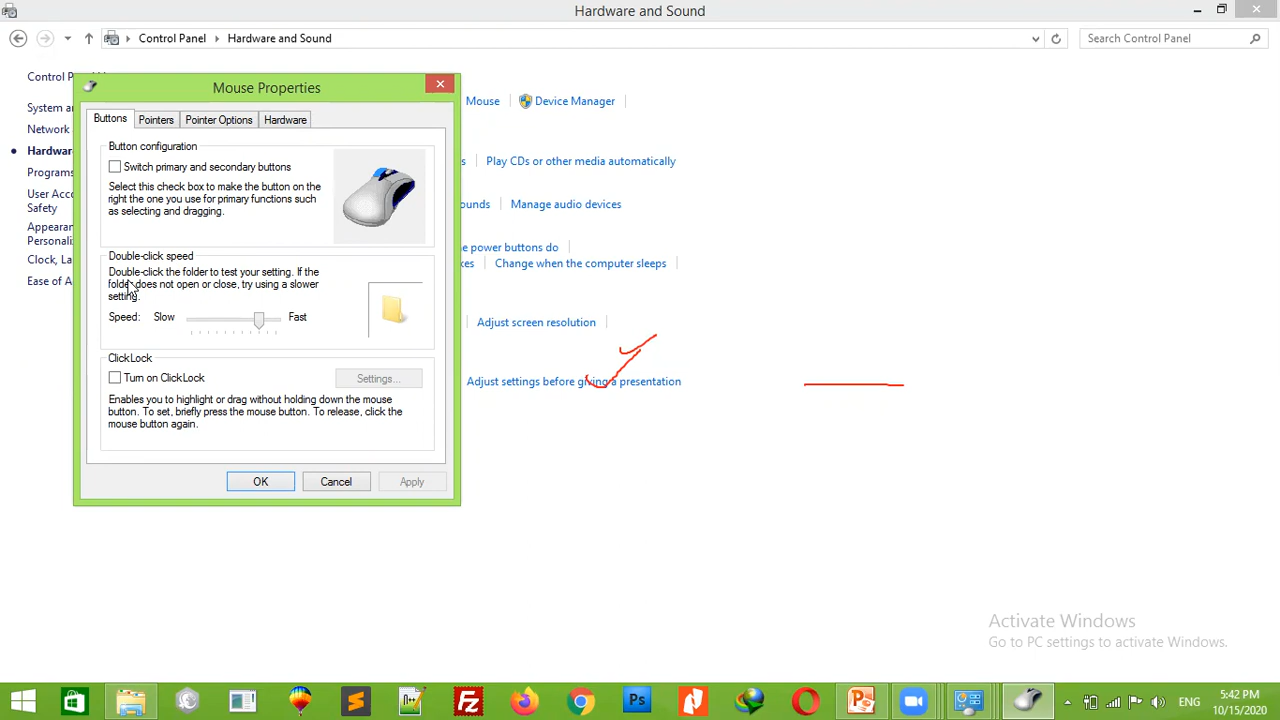 Hardware and Sound
Control Panel Hardware and Sound
Search Control Panel
Mouse Properties
Buttons Pointers Pointer Options Hardware
Button configuration
Switch primary and secondary buttons
Select this check box to make the button on the
right the one you use for primary functions such
as selecting and dragging.
Double-click speed
Double-click the folder to test your setting. If the
folder does not open or close, try using a slower
setting.
Speed: Slow Fast
ClickLock
Turn on ClickLock
Settings...
Enables you to highlight or drag without holding down the mouse
button. To set, briefly press the mouse button. To release, click the
mouse button again.
OK Cancel Apply
Control
System
Network
Hardwar
Programs
User Acco
Safety
Appearan
Personali
Clock, La
Ease of A
Mouse Device Manager
Play CDs or other media automatically
ounds Manage audio devices
e power buttons do
kes Change when the computer sleeps
Adjust screen resolution
Adjust settings before giving a presentation
Activate Windows
Go to PC settings to activate Windows.
Ps
ENG
5:42 PM
10/15/2020